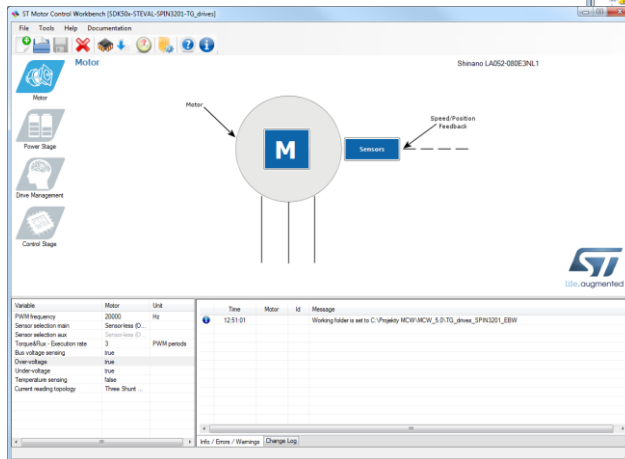 ST Motor Control Workbench [SDK50x-STEVAL-SPIN3201-TG_drives]
File Tools Help Documentation
Motor
Shinano LA052-080E3NL1
Motor
Power Stage
Drive Management
Control Stage
Motor
M
Sensors
Speed/Position
Feedback
ST
life.augmented
Variable Motor Unit
PWM frequency 20000 Hz
Sensor selection main Sensorless (O...
Sensor selection aux Sensorless (O...
Torque&Flux - Execution rate 3 PWM periods
Bus voltage sensing true
Over-voltage true
Under-voltage true
Temperature sensing false
Current reading topology Three Shunt ...
Time Motor Id Message
12:51:01 Working folder is set to C:\Projekty MCW\MCW_5.0\TG_drives_SPIN3201_EBW
Info / Errors / Warnings Change Log